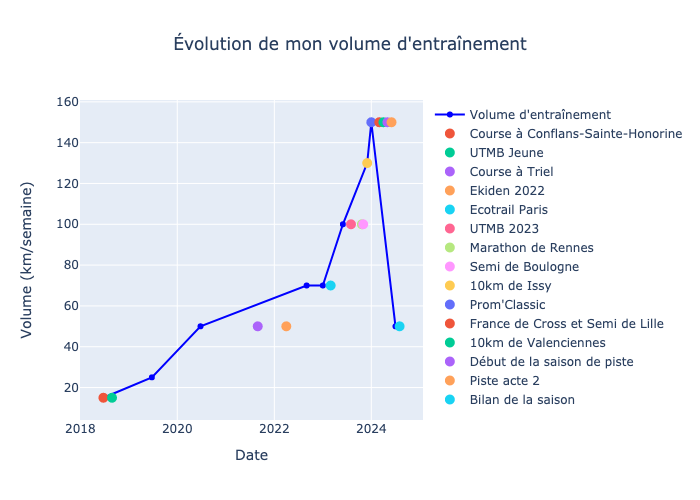 Évolution de mon volume d'entraînement
160
140
120
100
80
60
40
20
Volume (km/semaine)
2018
2020
2022
2024
Date
Volume d'entraînement
Course à Conflans-Sainte-Honorine
UTMB Jeune
Course à Triel
Ekiden 2022
Ecotrail Paris
UTMB 2023
Marathon de Rennes
Semi de Boulogne
10km de Issy
Prom'Classic
France de Cross et Semi de Lille
10km de Valenciennes
Début de la saison de piste
Piste acte 2
Bilan de la saison